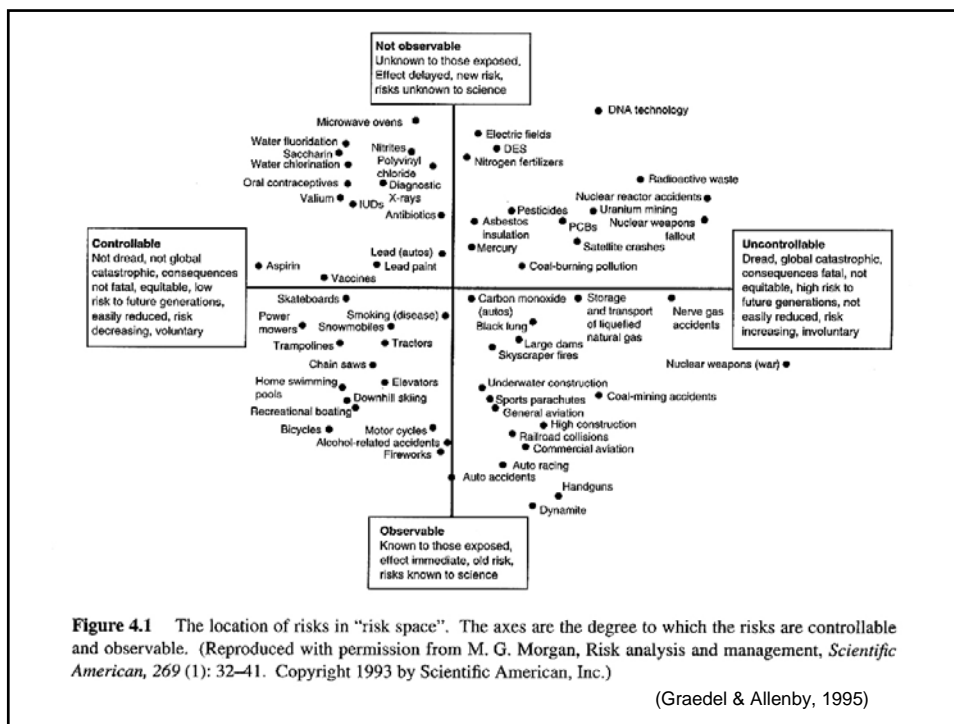 Not observable
Unknown to those exposed,
Effect delayed, new risk,
risks unknown to science
DNA technology
Microwave ovens
Electric fields
Water fluoridation
Saccharin
Water chlorination
Nitrites
Polyvinyl
chloride
DES
Nitrogen fertilizers
Oral contraceptives
Diagnostic
X-rays
Radioactive waste
Valium
IUDs
Antibiotics
Nuclear reactor accidents
Pesticides
Uranium mining
Asbestos
insulation
PCBs
Nuclear weapons
fallout
Mercury
Satellite crashes
Controllable
Not dread, not global
catastrophic, consequences
not fatal, equitable, low
risk to future generations,
easily reduced, risk
decreasing, voluntary
Aspirin
Lead (autos)
Lead paint
Vaccines
Coal-burning pollution
Uncontrollable
Dread, global catastrophic,
consequences fatal, not
equitable, high risk to
future generations, not
easily reduced, risk
increasing, involuntary
Skateboards
Power
mowers
Smoking (disease)
Snowmobiles
Trampolines
Tractors
Chain saws
Carbon monoxide
(autos)
Black lung
Storage
and transport
of liquefied
natural gas
Nerve gas
accidents
Large dams
Skyscraper fires
Nuclear weapons (war)
Home swimming
pools
Elevators
Downhill skiing
Recreational boating
Bicycles
Motor cycles
Alcohol-related accidents
Fireworks
Underwater construction
Sports parachutes
Coal-mining accidents
General aviation
High construction
Railroad collisions
Commercial aviation
Auto racing
Auto accidents
Handguns
Dynamite
Observable
Known to those exposed,
effect immediate, old risk,
risks known to science
Figure 4.1 The location of risks in “risk space”. The axes are the degree to which the risks are controllable
and observable. (Reproduced with permission from M. G. Morgan, Risk analysis and management, Scientific
American, 269 (1): 32–41. Copyright 1993 by Scientific American, Inc.)
(Graedel & Allenby, 1995)